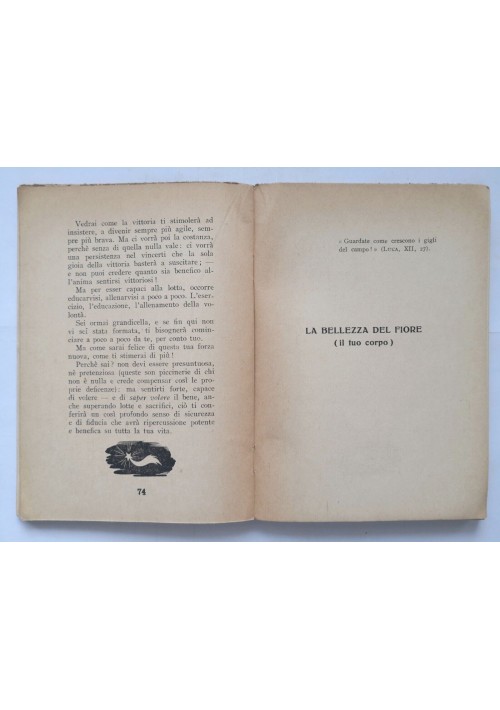 Vedrai come la vittoria ti stimolerà ad
insistere, a divenir sempre più agile, sem-
pre più brava. Ma ci vorrà poi la costanza,
perchè senza di quella nulla vale: ci vorrà
una persistenza nel vincerti che la sola
gioia della vittoria basterà a suscitare; —
e non puoi credere quanto sia benefico al-
l'anima sentirsi vittoriosi!
Ma per esser capaci alla lotta, occorre
educarvisi, allenarvisi a poco a poco. L'eser-
cizio, l'educazione, l'allenamento della vo-
lontà.
Sei ormai grandicella, e se fin qui non
vi sei stata formata, ti bisognerà comin-
ciare a poco a poco da te, per conto tuo.
Ma come sarai felice di questa tua forza
nuova, come ti stimerai di più!
Perchè sai? non devi essere presuntuosa,
nè pretenziosa (queste son piccinerie di chi
non è nulla e crede compensar così le pro-
prie deficenze): ma sentirti forte, capace
di volere — e di saper volere il bene, an-
che superando lotte e sacrifici, ciò ti con-
ferirà un così profondo senso di sicurezza
e di fiducia che avrà ripercussione potente
e benefica su tutta la tua vita.
74
« Guardate come crescono i gigli
del campo! » (LUCA, XII, 27).
LA BELLEZZA DEL FIORE
(il tuo corpo)